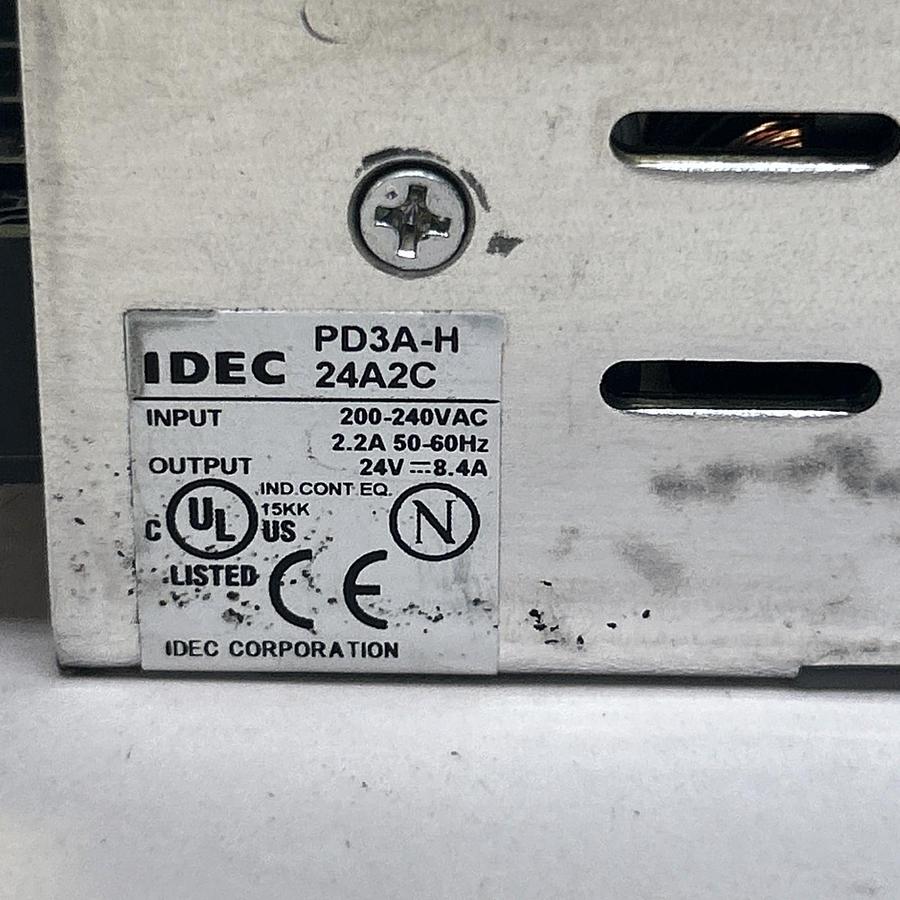 IDEC PD3A-H
24A2C
INPUT 200-240VAC
2.2A 50-60Hz
OUTPUT 24V ⎓8.4A
IND.CONT.EQ.
15KK
C UL US
N
LISTED CE
IDEC CORPORATION